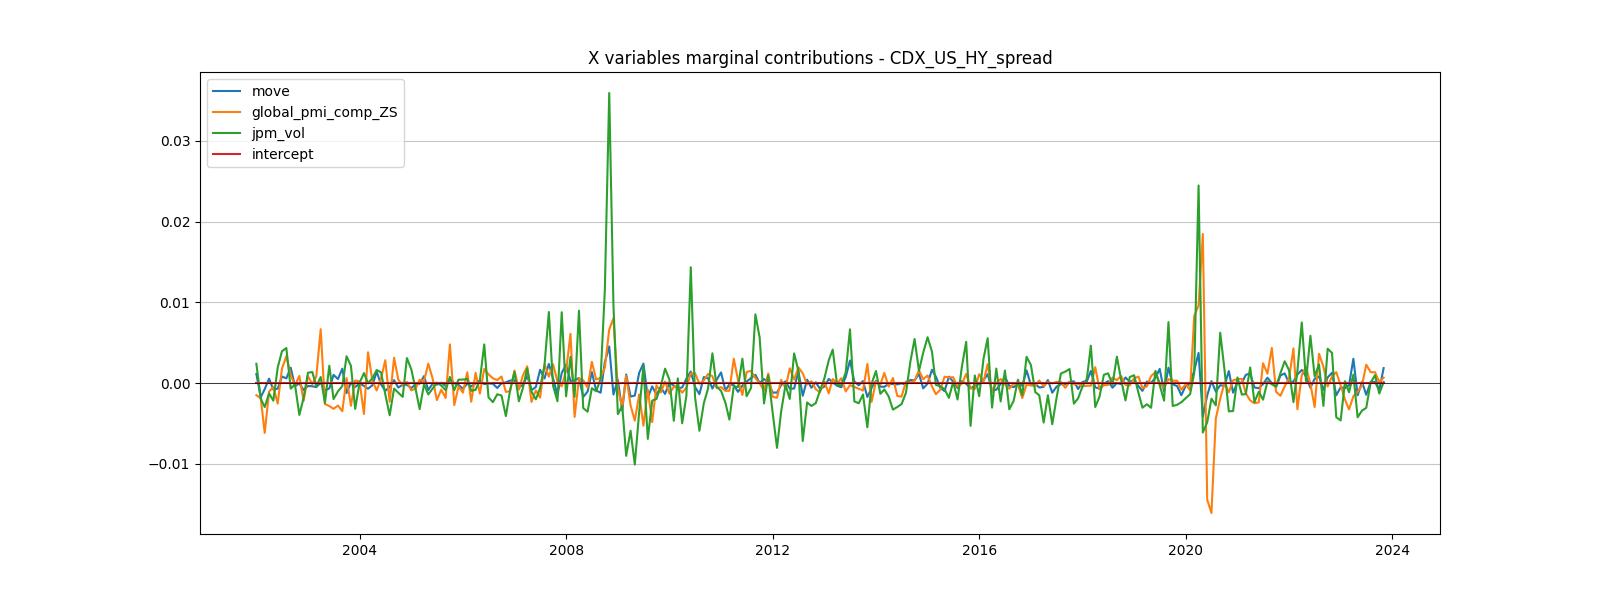 X variables marginal contributions - CDX_US_HY_spread
move
global_pmi_comp_ZS
jpm_vol
intercept
0.03
0.02
0.01
0.00
−0.01
2004 2008 2012 2016 2020 2024